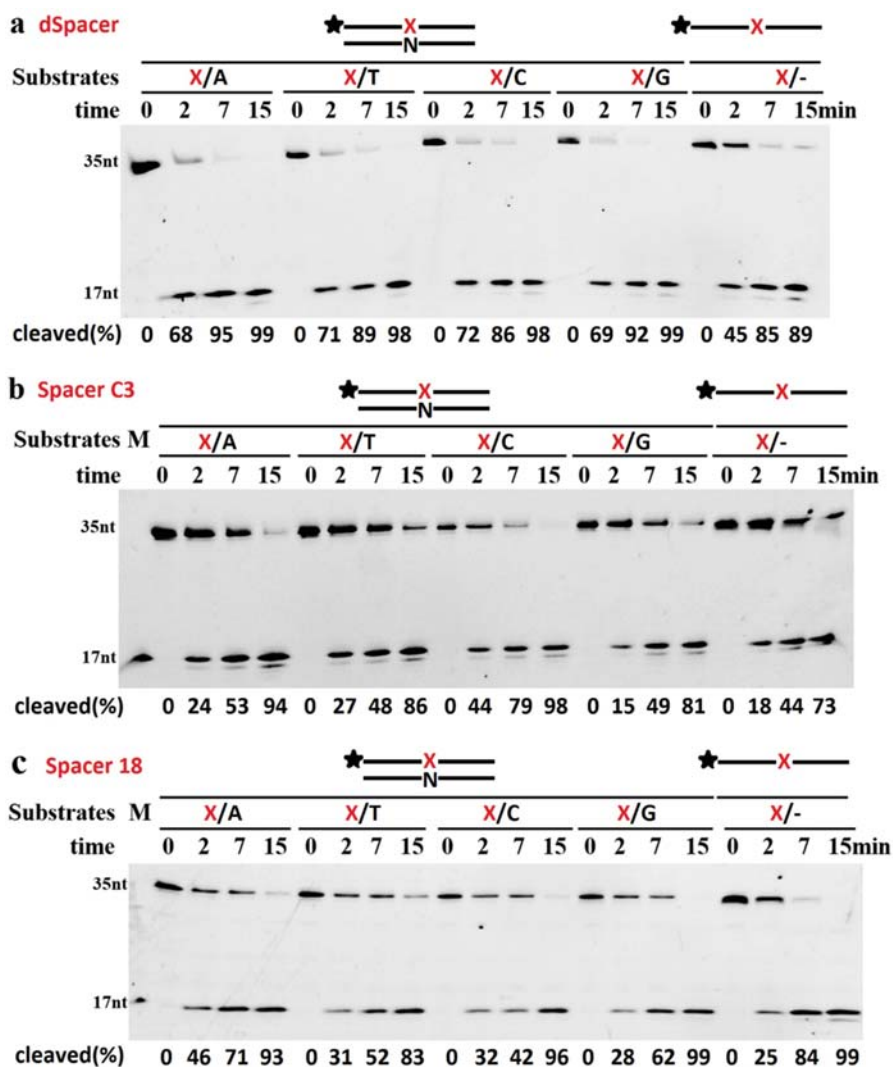 a dSpacer
X
N
X
Substrates X/A X/T X/C X/G X/-
time 0 2 7 15 0 2 7 15 0 2 7 15 0 2 7 15 0 2 7 15min
35nt
17nt
cleaved(%) 0 68 95 99 0 71 89 98 0 72 86 98 0 69 92 99 0 45 85 89
b Spacer C3
X
N
X
Substrates M X/A X/T X/C X/G X/-
time 0 2 7 15 0 2 7 15 0 2 7 15 0 2 7 15 0 2 7 15min
35nt
17nt
cleaved(%) 0 24 53 94 0 27 48 86 0 44 79 98 0 15 49 81 0 18 44 73
c Spacer 18
X
N
X
Substrates M X/A X/T X/C X/G X/-
time 0 2 7 15 0 2 7 15 0 2 7 15 0 2 7 15 0 2 7 15min
35nt
17nt
cleaved(%) 0 46 71 93 0 31 52 83 0 32 42 96 0 28 62 99 0 25 84 99